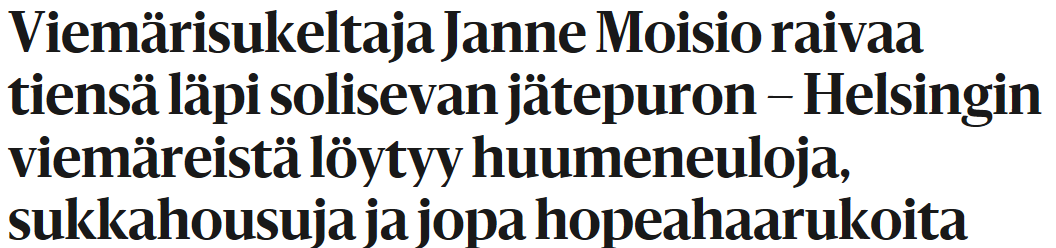 Viemärisukeltaja Janne Moisio raivaa
tiensä läpi solisevan jätepuron – Helsingin
viemäreistä löytyy huumeneuloja,
sukkahousuja ja jopa hopeahaarukoita